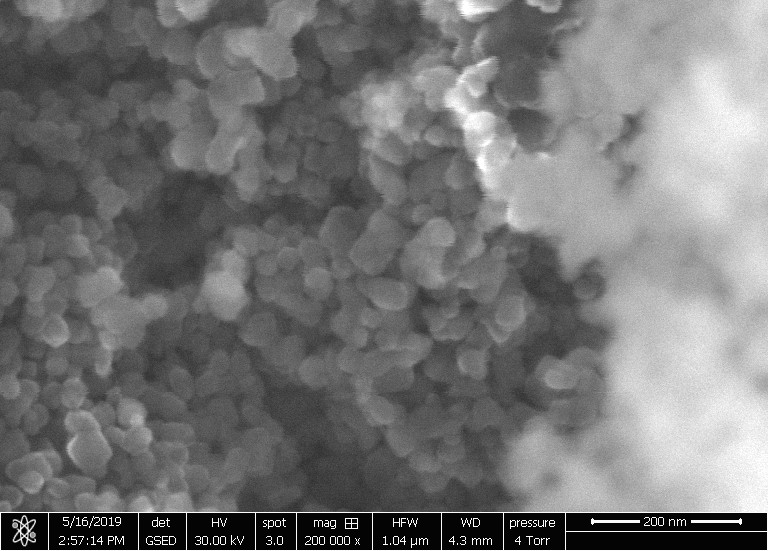 5/16/2019 det HV spot mag HFW WD pressure
2:57:14 PM GSED 30.00 kV 3.0 200 000 x 1.04 µm 4.3 mm 4 Torr
200 nm